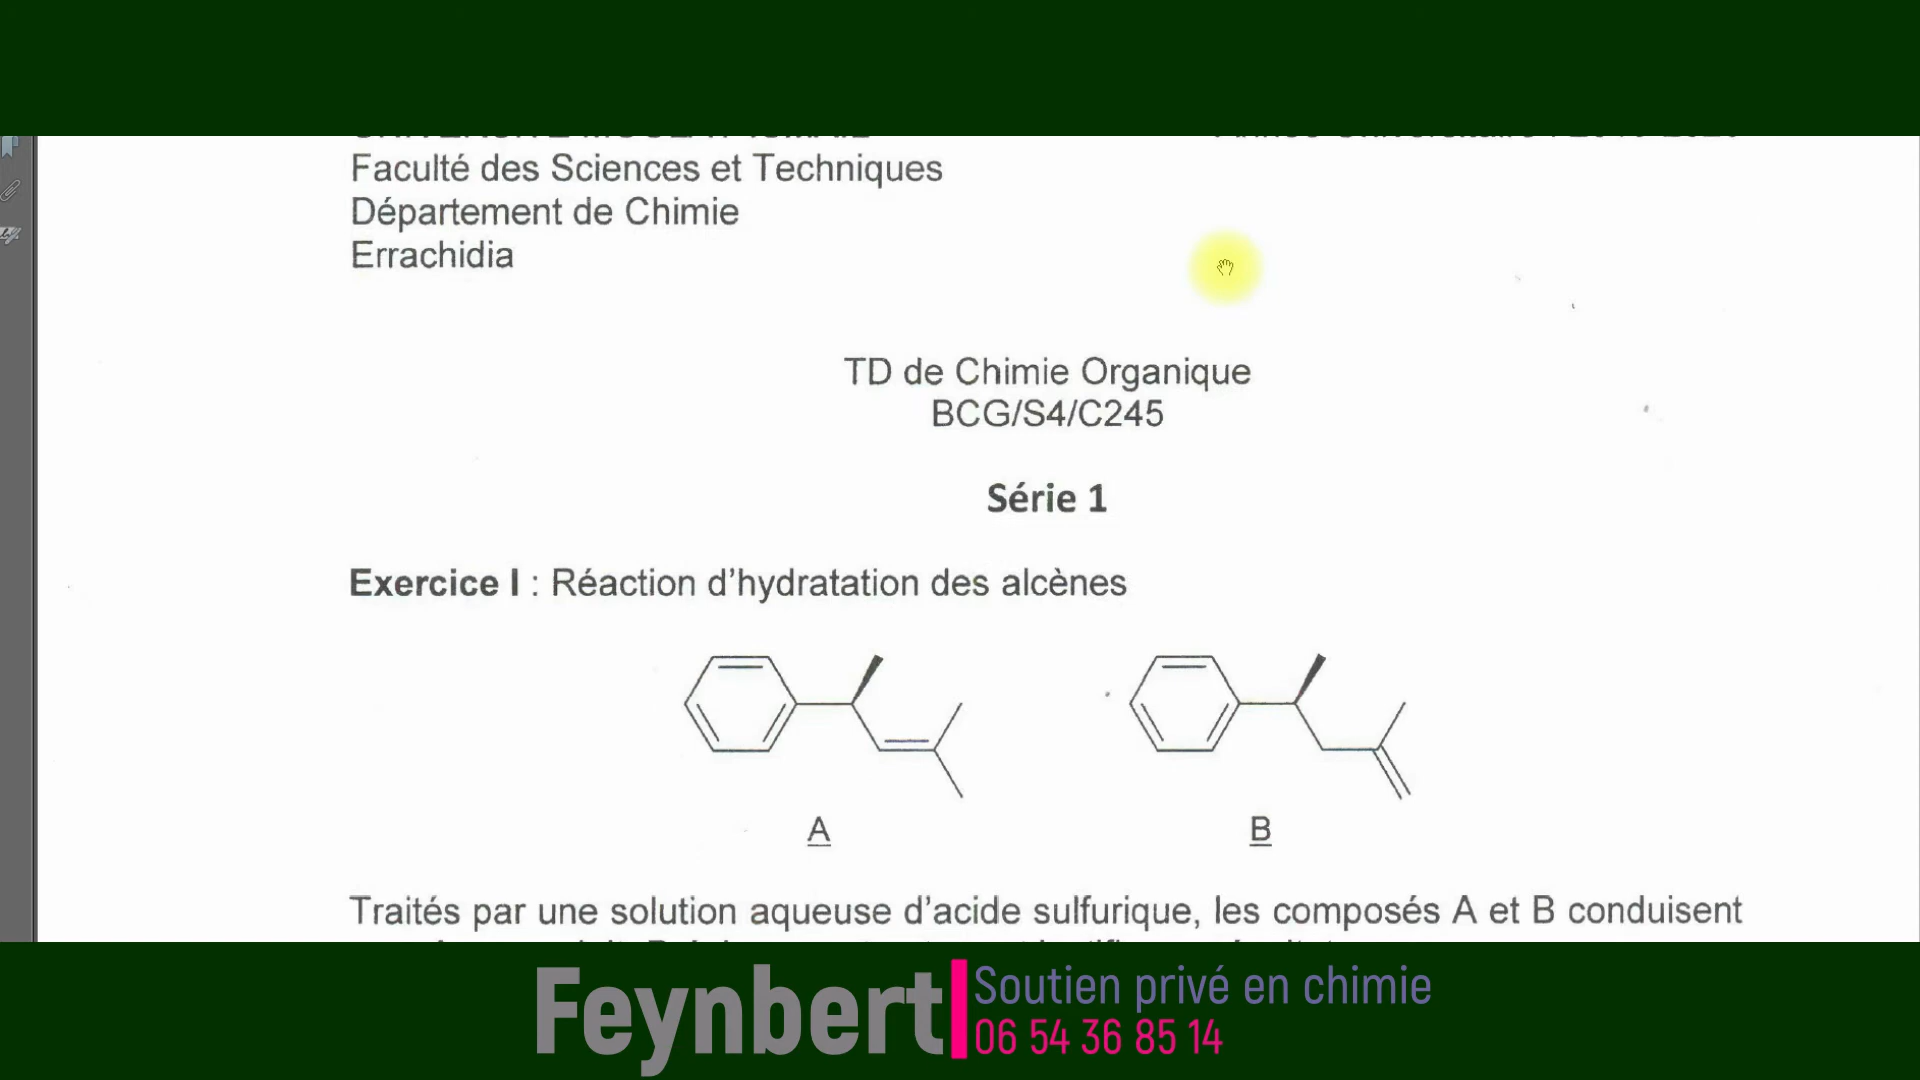 Faculté des Sciences et Techniques
Département de Chimie
Errachidia
TD de Chimie Organique
BCG/S4/C245
Série 1
Exercice I : Réaction d'hydratation des alcènes
A
B
Traités par une solution aqueuse d'acide sulfurique, les composés A et B conduisent
Feynbert
Soutien privé en chimie
06 54 36 85 14